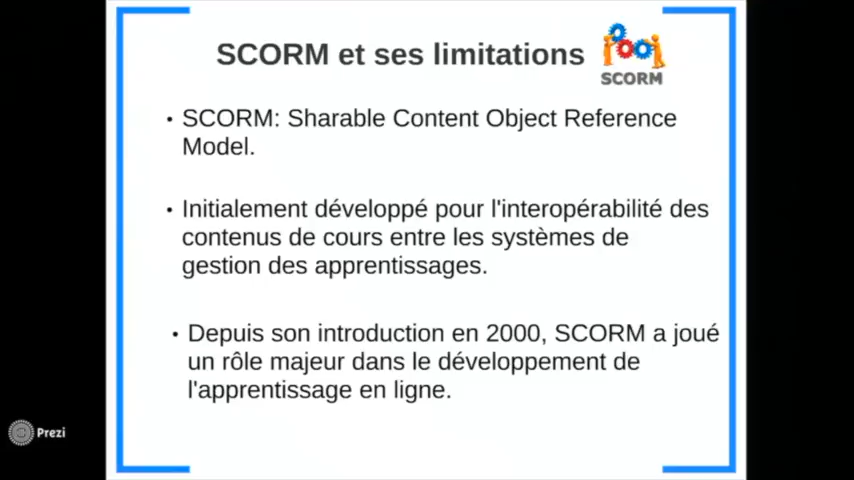 SCORM et ses limitations
SCORM
• SCORM: Sharable Content Object Reference
Model.
• Initialement développé pour l'interopérabilité des
contenus de cours entre les systèmes de
gestion des apprentissages.
• Depuis son introduction en 2000, SCORM a joué
un rôle majeur dans le développement de
l'apprentissage en ligne.
Prezi